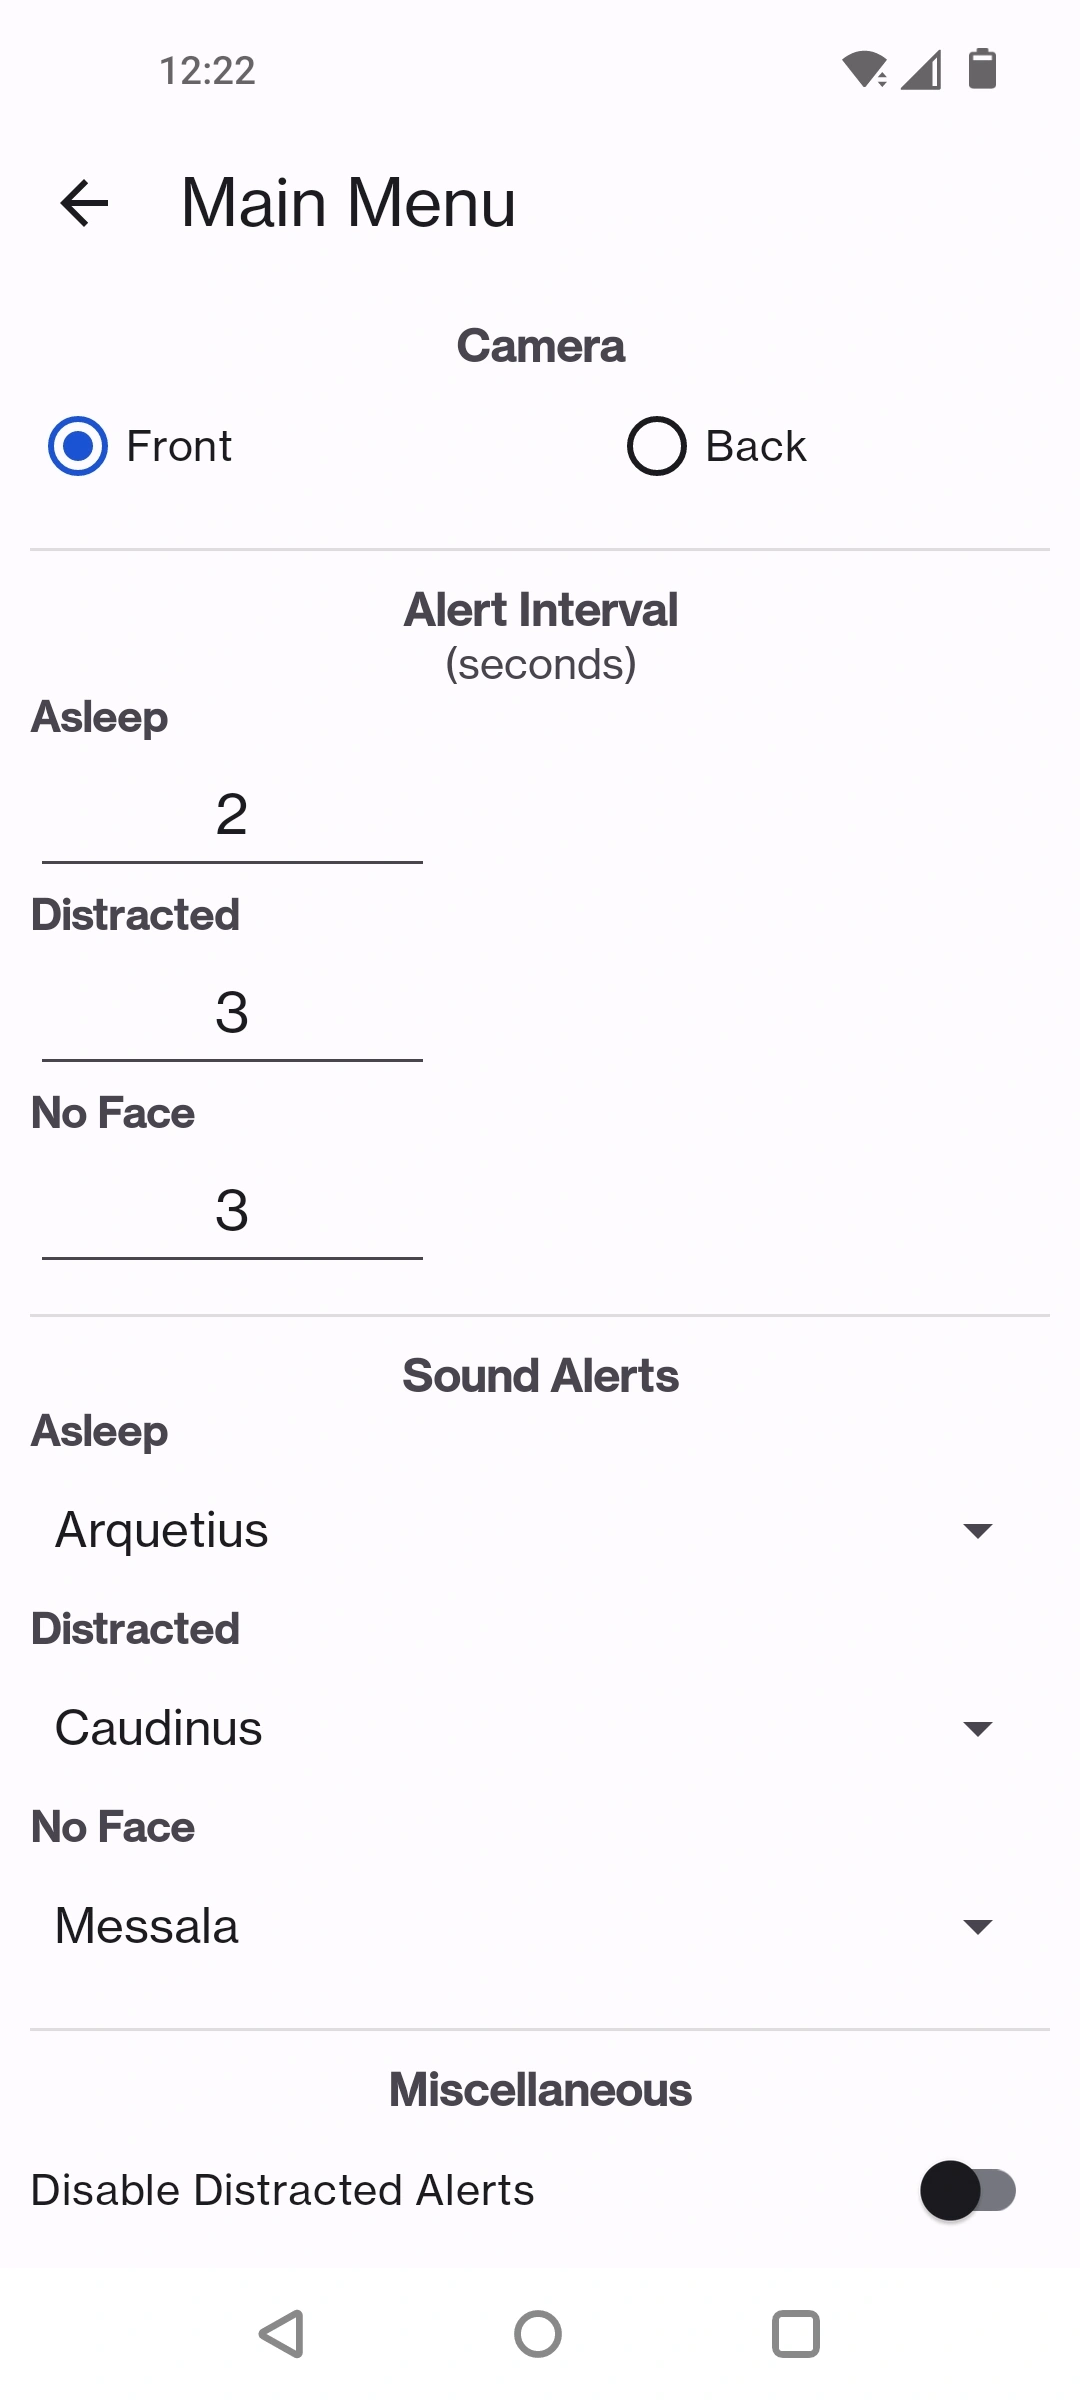 12:22
Main Menu
Camera
Front
Back
Alert Interval
(seconds)
Asleep
2
Distracted
3
No Face
3
Sound Alerts
Asleep
Arquetius
Distracted
Caudinus
No Face
Messala
Miscellaneous
Disable Distracted Alerts